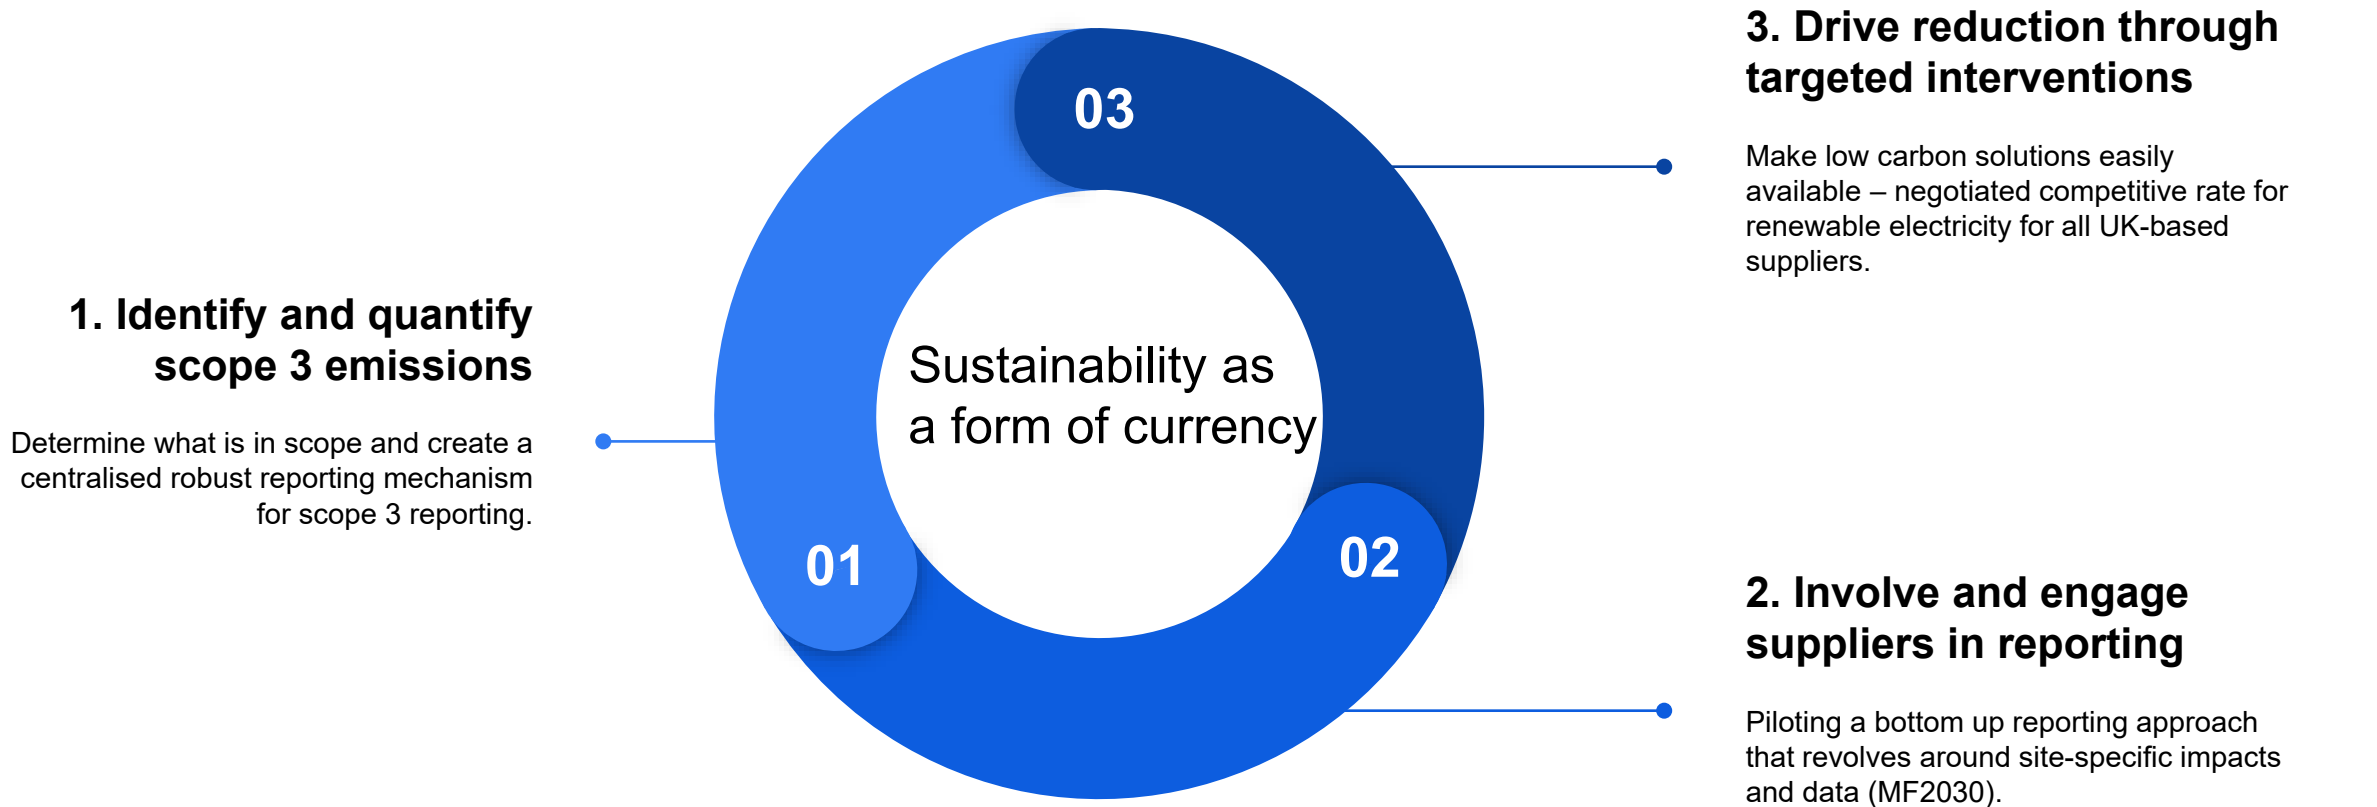 1. Identify and quantify
scope 3 emissions
Determine what is in scope and create a
centralised robust reporting mechanism
for scope 3 reporting.
03
Sustainability as
a form of currency
01
02
3. Drive reduction through
targeted interventions
Make low carbon solutions easily
available – negotiated competitive rate for
renewable electricity for all UK-based
suppliers.
2. Involve and engage
suppliers in reporting
Piloting a bottom up reporting approach
that revolves around site-specific impacts
and data (MF2030).